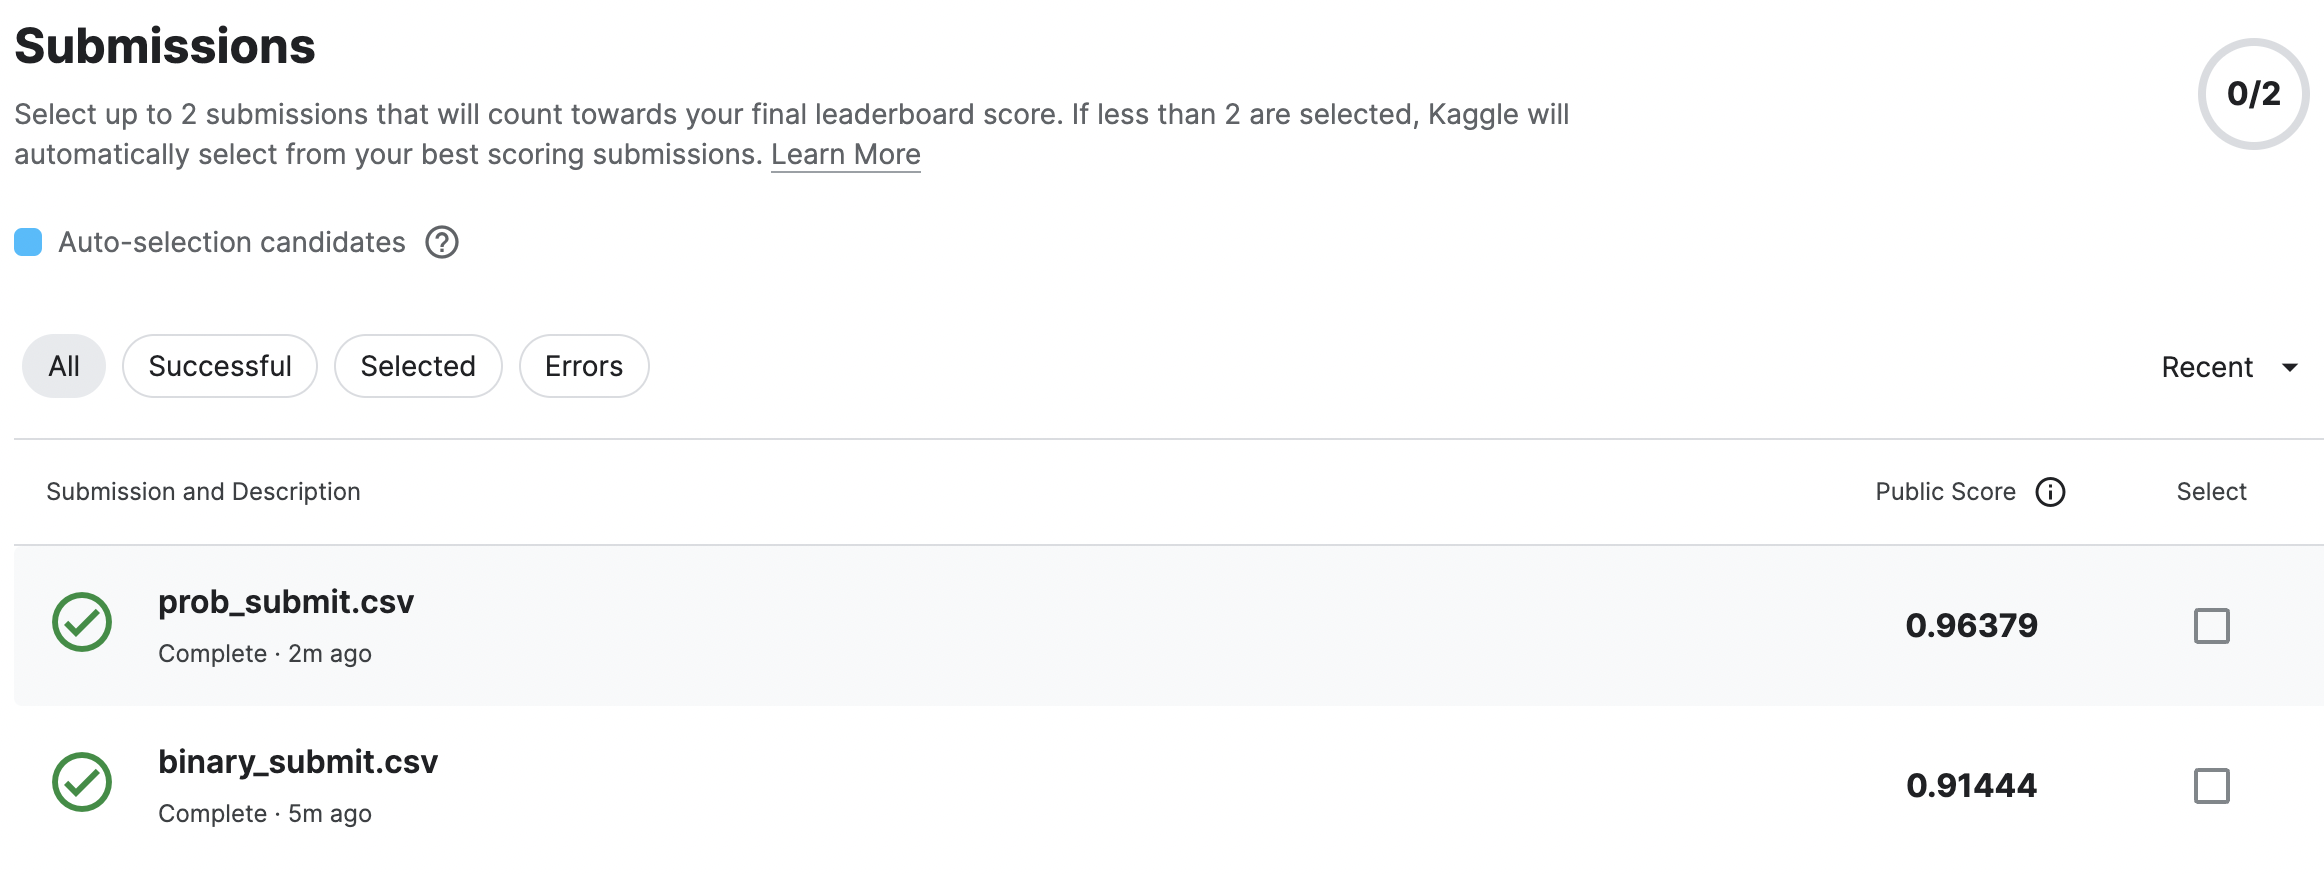 Submissions
0/2
Select up to 2 submissions that will count towards your final leaderboard score. If less than 2 are selected, Kaggle will
automatically select from your best scoring submissions. Learn More
Auto-selection candidates ?
All Successful Selected Errors Recent
Submission and Description Public Score i Select
prob_submit.csv
Complete · 2m ago
0.96379
binary_submit.csv
Complete · 5m ago
0.91444